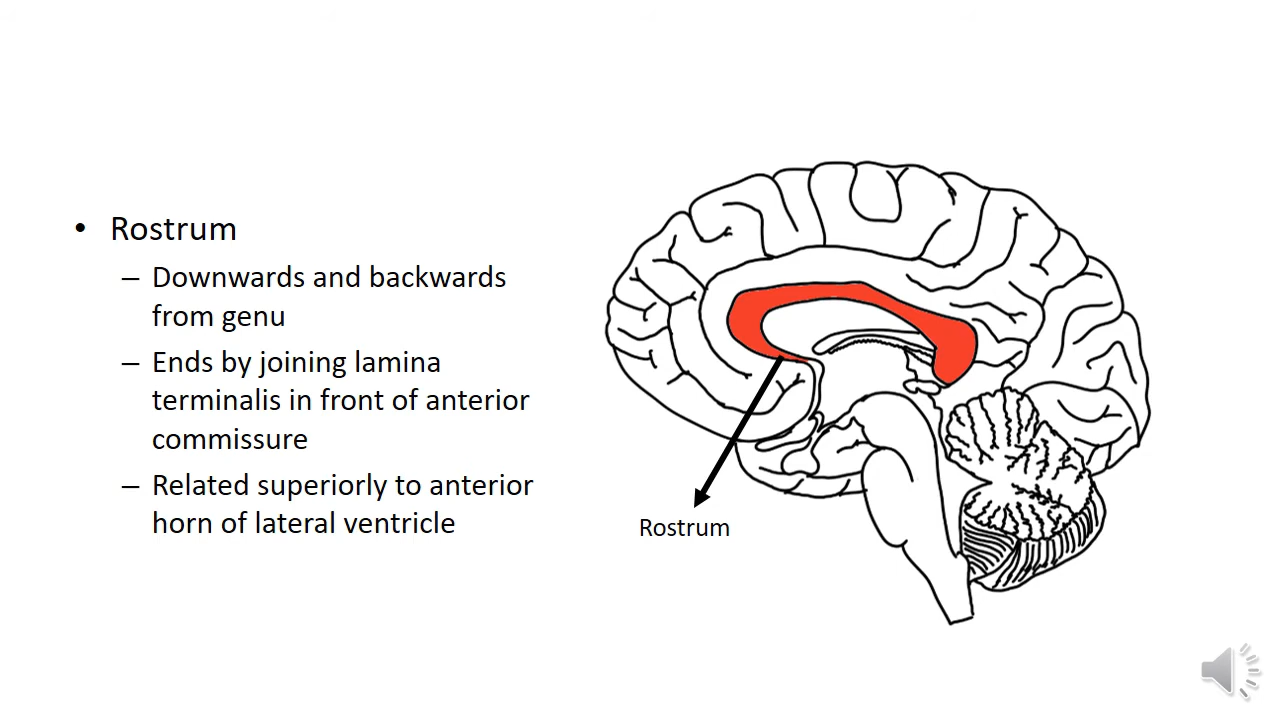 • Rostrum
– Downwards and backwards
from genu
– Ends by joining lamina
terminalis in front of anterior
commissure
– Related superiorly to anterior
horn of lateral ventricle
Rostrum